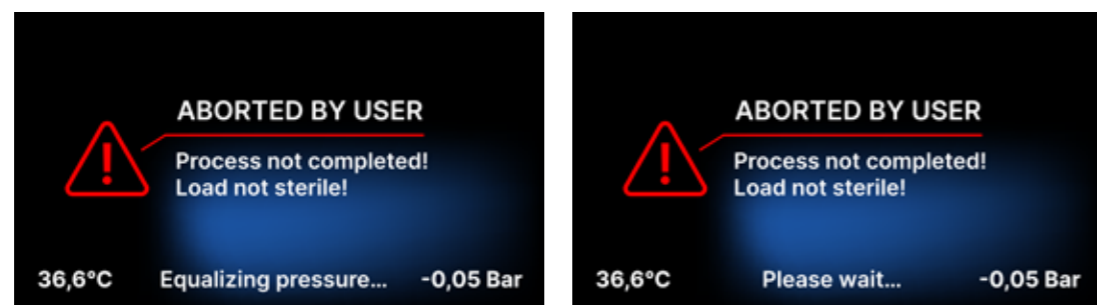 ABORTED BY USER
Process not completed!
Load not sterile!
36,6°C Equalizing pressure... -0,05 Bar
ABORTED BY USER
Process not completed!
Load not sterile!
36,6°C Please wait... -0,05 Bar